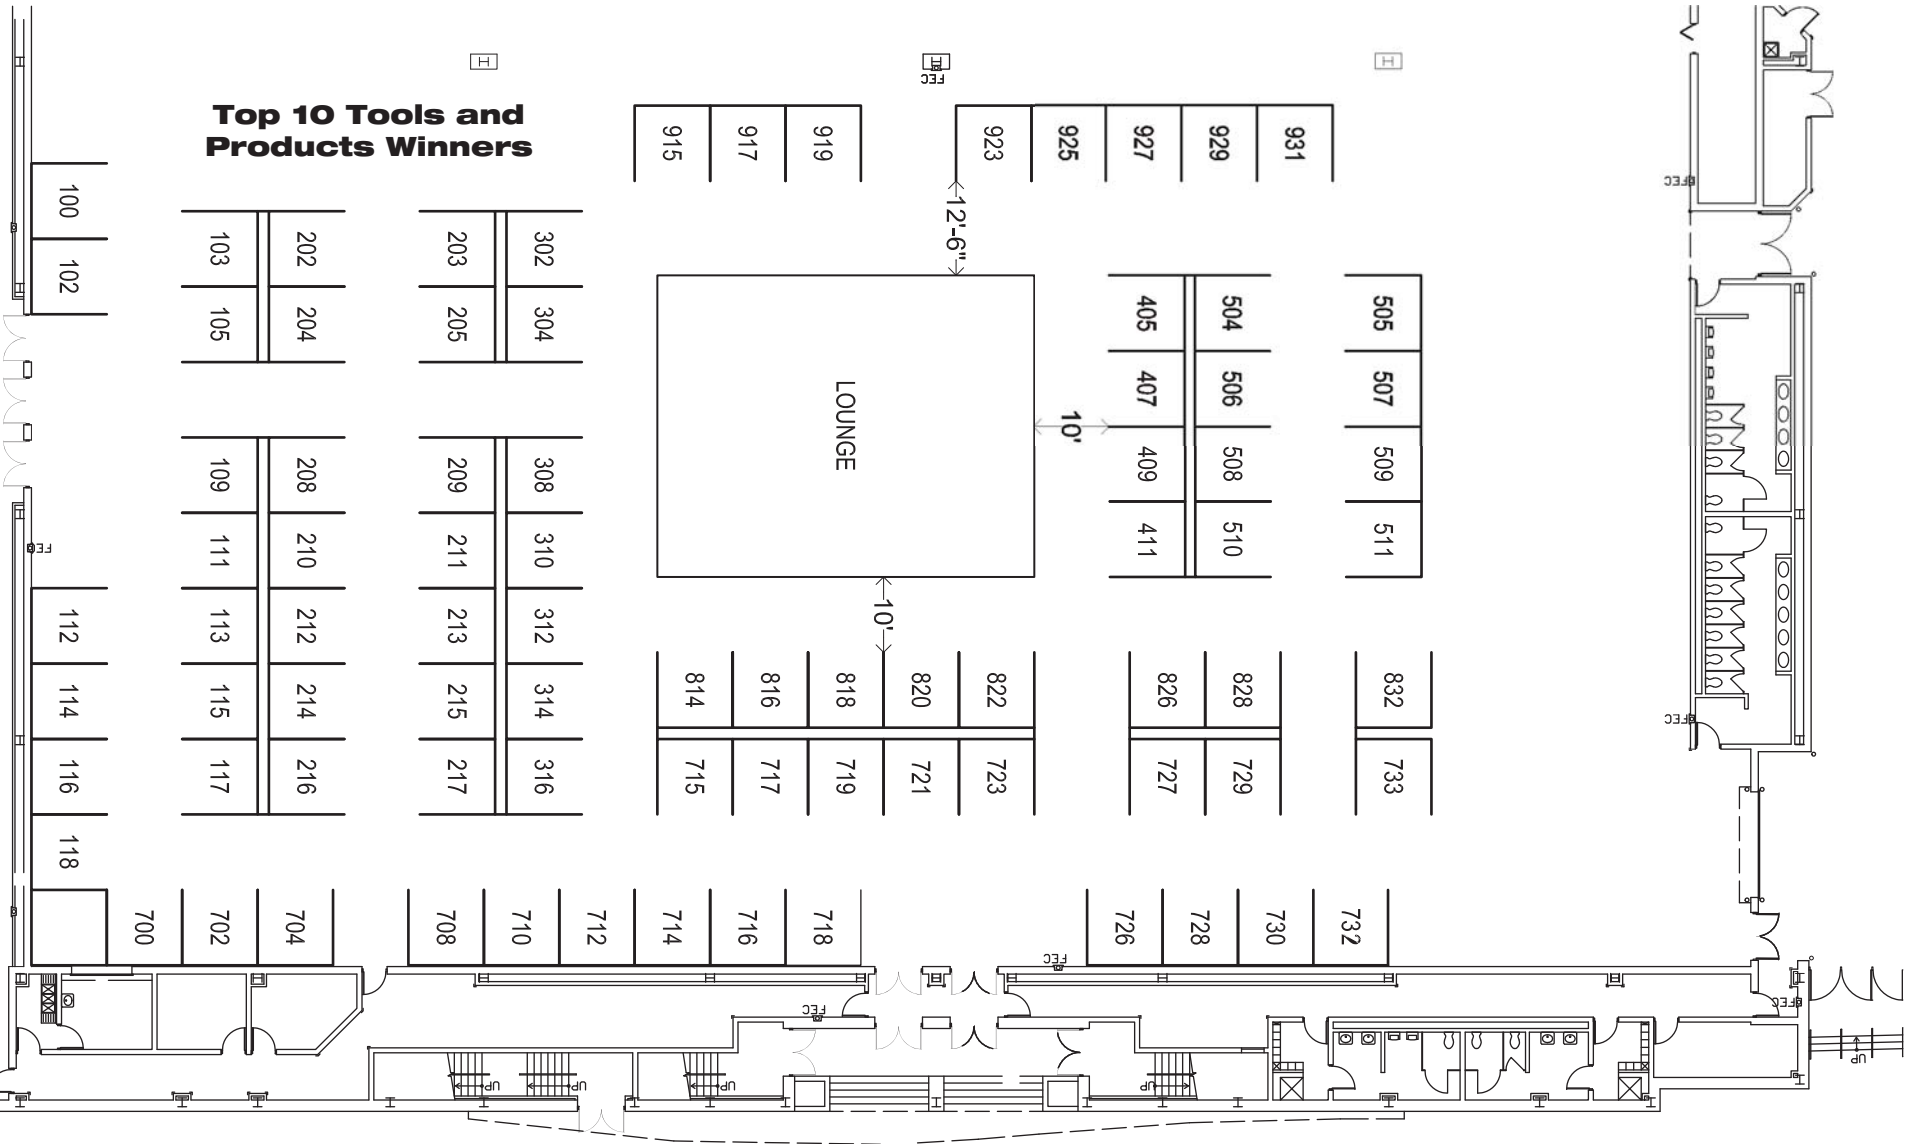 FEC
Top 10 Tools and
Products Winners
915 917 919 923 925 927 929 931
FEC
100
102
12'-6"
103 202 203 302
105 204 205 304
405 504 505
407 506 507
409 508 509
411 510 511
LOUNGE
10'
10'
109 208 209 308
111 210 211 310
113 212 213 312
115 214 215 314
117 216 217 316
FE
112
114
116
118
814 816 818 820 822 826 828 832
715 717 719 721 723 727 729 733
FEC
700 702 704 708 710 712 714 716 718 726 728 730 732
FEC
FEC
FEC
UP
UP
UP
UP
UP